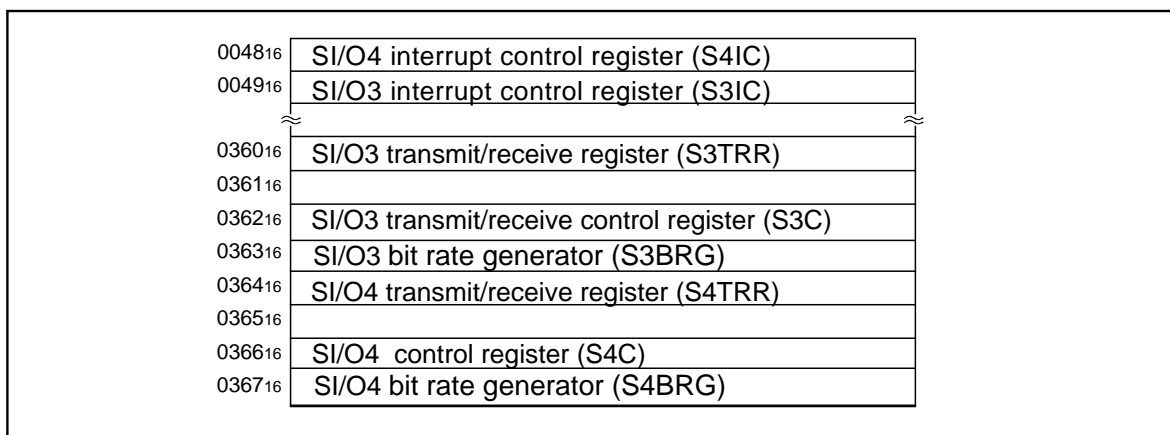 004816 SI/O4 interrupt control register (S4IC)
004916 SI/O3 interrupt control register (S3IC)
036016 SI/O3 transmit/receive register (S3TRR)
036116
036216 SI/O3 transmit/receive control register (S3C)
036316 SI/O3 bit rate generator (S3BRG)
036416 SI/O4 transmit/receive register (S4TRR)
036516
036616 SI/O4 control register (S4C)
036716 SI/O4 bit rate generator (S4BRG)